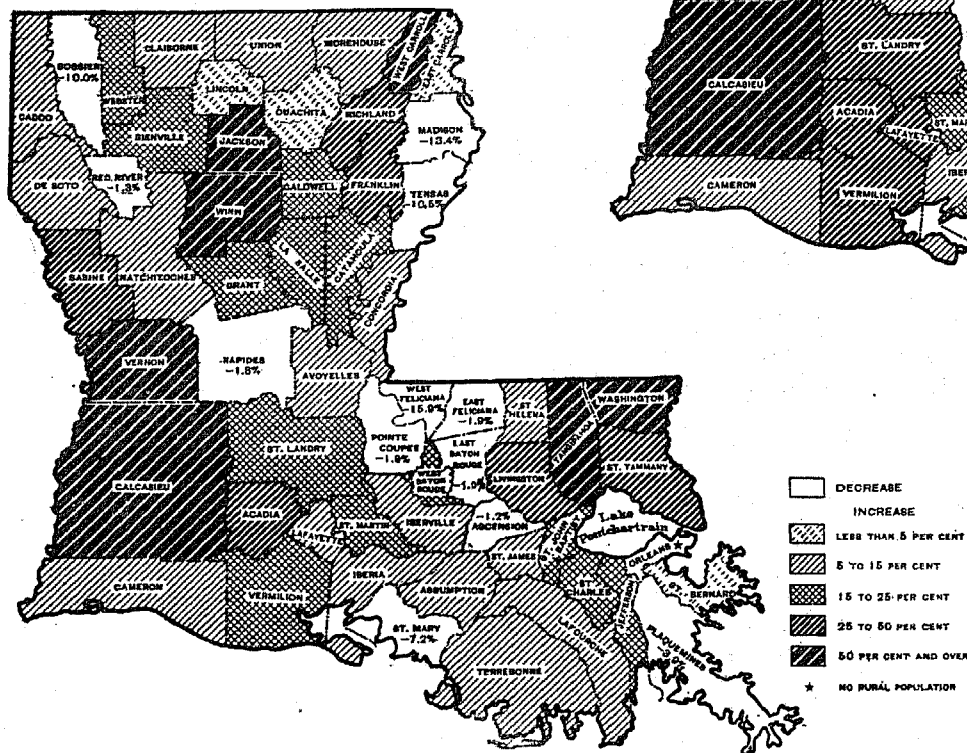 CLAIBORNE
UNION
MOREHOUSE
WEST CARROLL
EAST CARROLL
BOSSIER
-10.0%
LINCOLN
WEBSTER
OUACHITA
CADDO
RICHLAND
BIENVILLE
JACKSON
MADISON
-13.4%
RED RIVER
-1.3%
DE SOTO
CALDWELL
FRANKLIN
TENSAS
-10.5%
WINN
LA SALLE
CATAHOULA
SABINE
NATCHITOCHES
GRANT
CONCORDIA
VERNON
RAPIDES
-1.8%
AVOYELLES
WEST
FELICIANA
-15.9%
EAST
FELICIANA
-1.9%
ST.
HELENA
WASHINGTON
TANGIPAHOA
POINTE
COUPEE
-1.9%
EAST
BATON
ROUGE
WEST
BATON
ROUGE
LIVINGSTON
ST. TAMMANY
ST. LANDRY
CALCASIEU
ACADIA
LAFAYETTE
ST. MARTIN
IBERVILLE
-1.2%
ASCENSION
ST. JOHN
BAPTIST
Lake
Pontchartrain
ST. JAMES
ORLEANS ★
CAMERON
VERMILION
IBERIA
ASSUMPTION
ST.
CHARLES
JEFFERSON
ST. BERNARD
ST. MARY
-7.2%
LAFOURCHE
PLAQUEMINES
TERREBONNE
ST. LANDRY
CALCASIEU
ACADIA
LAFAYETTE
ST. MA
CAMERON
VERMILION
IBER
DECREASE
INCREASE
LESS THAN 5 PER CENT
5 TO 15 PER CENT
15 TO 25 PER CENT
25 TO 50 PER CENT
50 PER CENT AND OVER
★ NO RURAL POPULATION